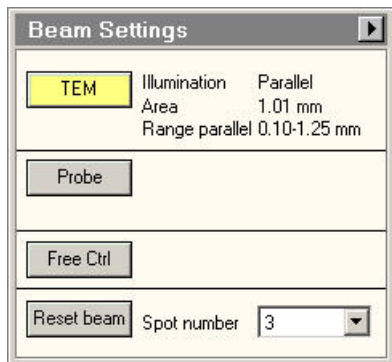 Beam Settings
TEM Illumination Parallel
Area 1.01 mm
Range parallel 0.10-1.25 mm
Probe
Free Ctrl
Reset beam Spot number 3